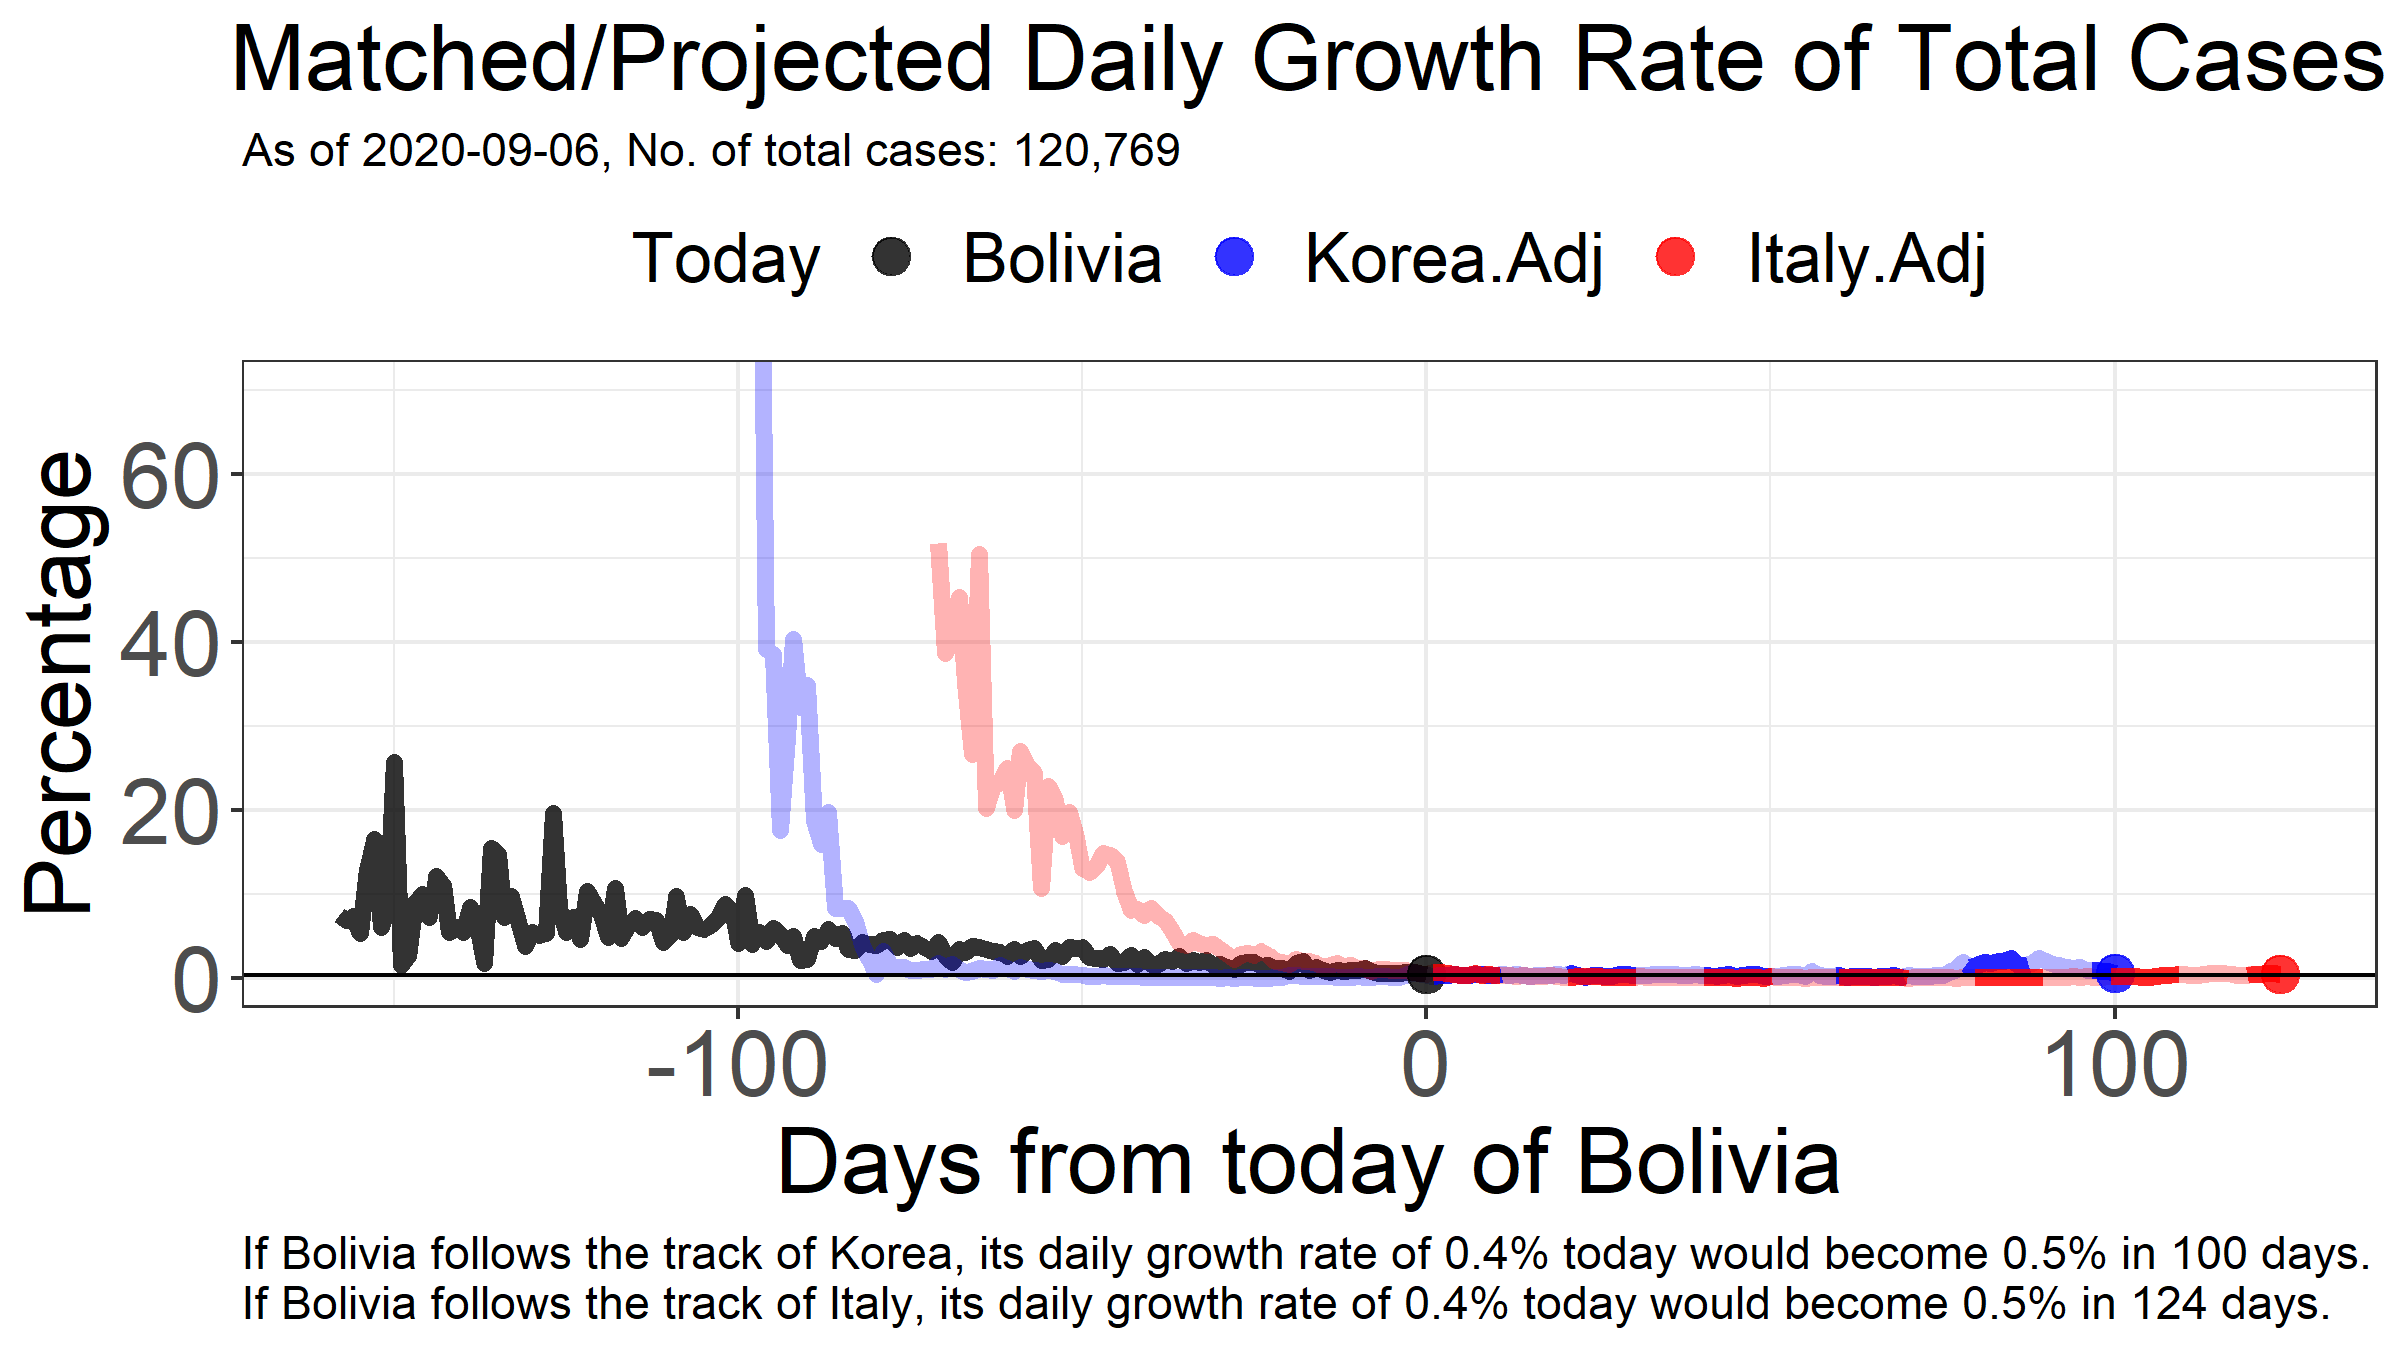 Matched/Projected Daily Growth Rate of Total Cases
As of 2020-09-06, No. of total cases: 120,769
Today Bolivia Korea.Adj Italy.Adj
Percentage
60
40
20
0
-100 0 100
Days from today of Bolivia
If Bolivia follows the track of Korea, its daily growth rate of 0.4% today would become 0.5% in 100 days.
If Bolivia follows the track of Italy, its daily growth rate of 0.4% today would become 0.5% in 124 days.